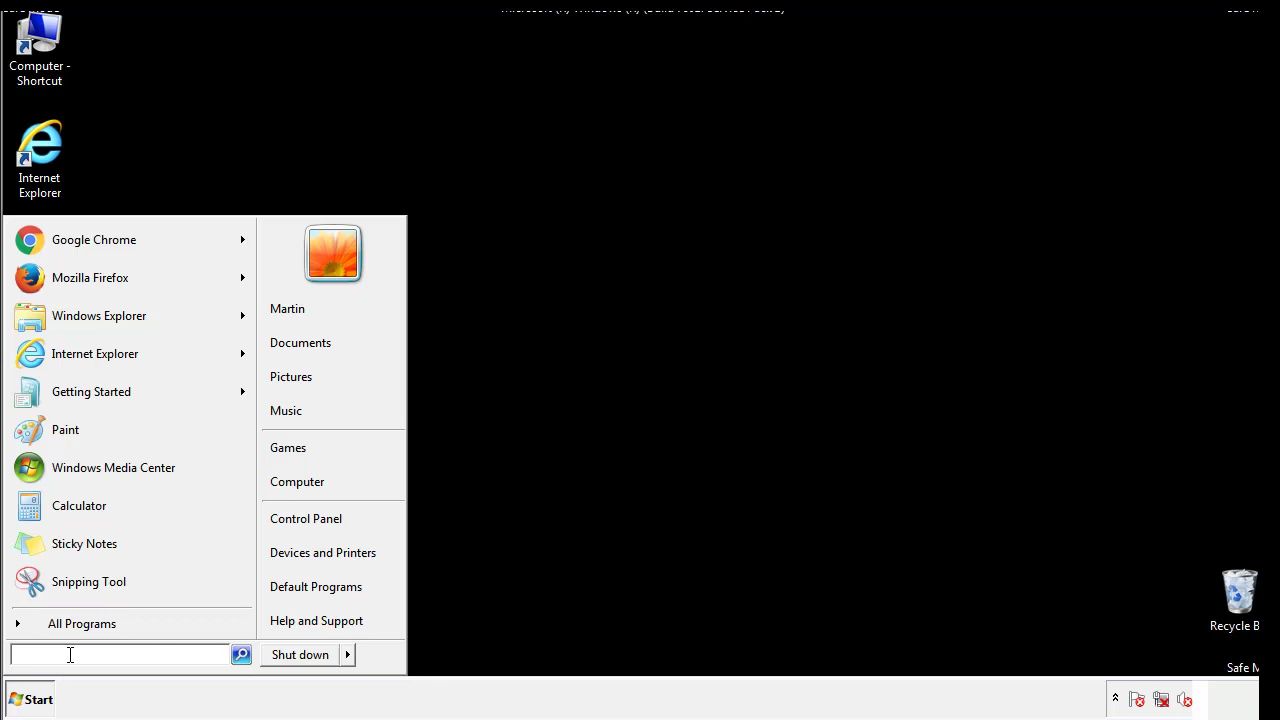 Computer -
Shortcut
Internet
Explorer
Google Chrome
Mozilla Firefox
Windows Explorer
Internet Explorer
Getting Started
Paint
Windows Media Center
Calculator
Sticky Notes
Snipping Tool
All Programs
Martin
Documents
Pictures
Music
Games
Computer
Control Panel
Devices and Printers
Default Programs
Help and Support
Shut down
Recycle B
Safe M
Start